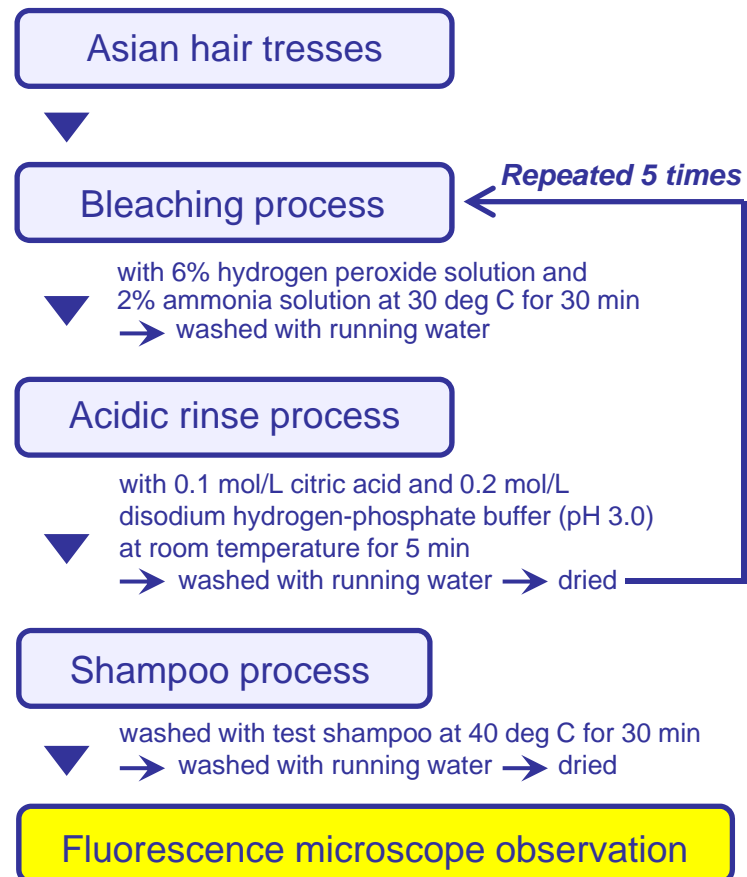 Asian hair tresses
Repeated 5 times
Bleaching process
with 6% hydrogen peroxide solution and
2% ammonia solution at 30 deg C for 30 min
washed with running water
Acidic rinse process
with 0.1 mol/L citric acid and 0.2 mol/L
disodium hydrogen-phosphate buffer (pH 3.0)
at room temperature for 5 min
washed with running water dried
Shampoo process
washed with test shampoo at 40 deg C for 30 min
washed with running water dried
Fluorescence microscope observation